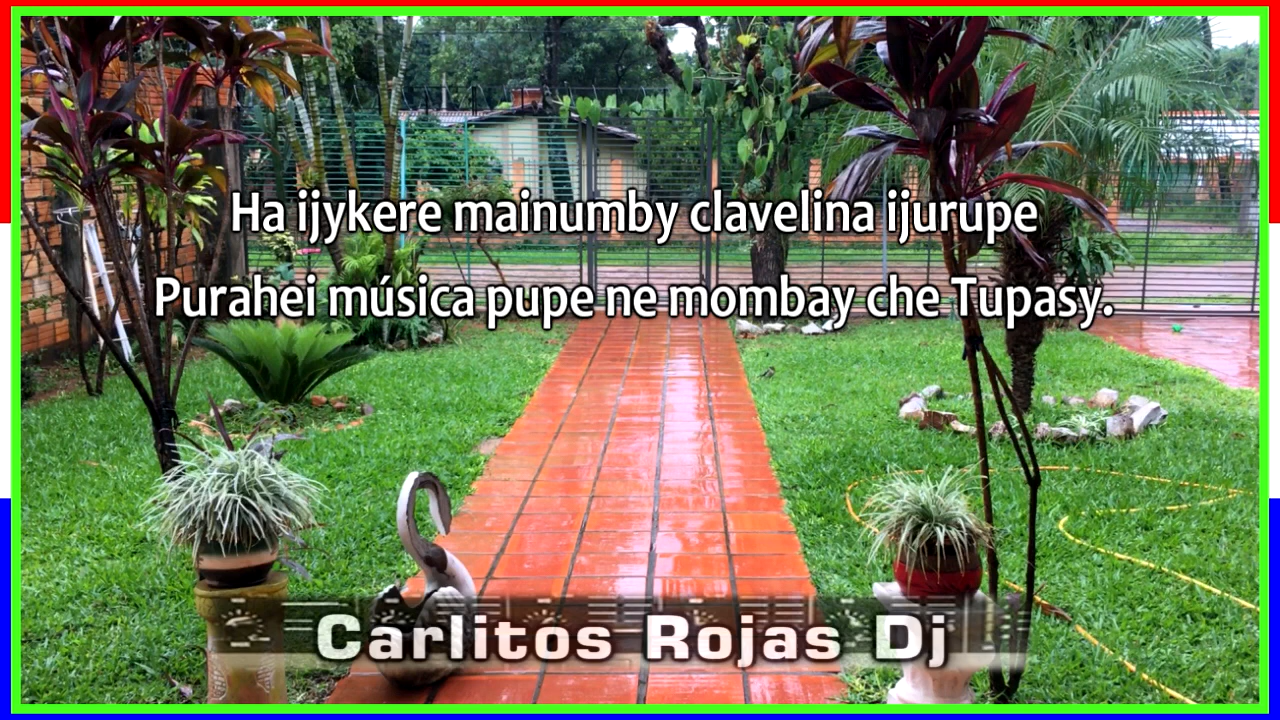 Ha ijykere mainumby clavelina ijurupe
Purahei música pupe ne mombay che Tupasy.
Carlitos Rojas Dj